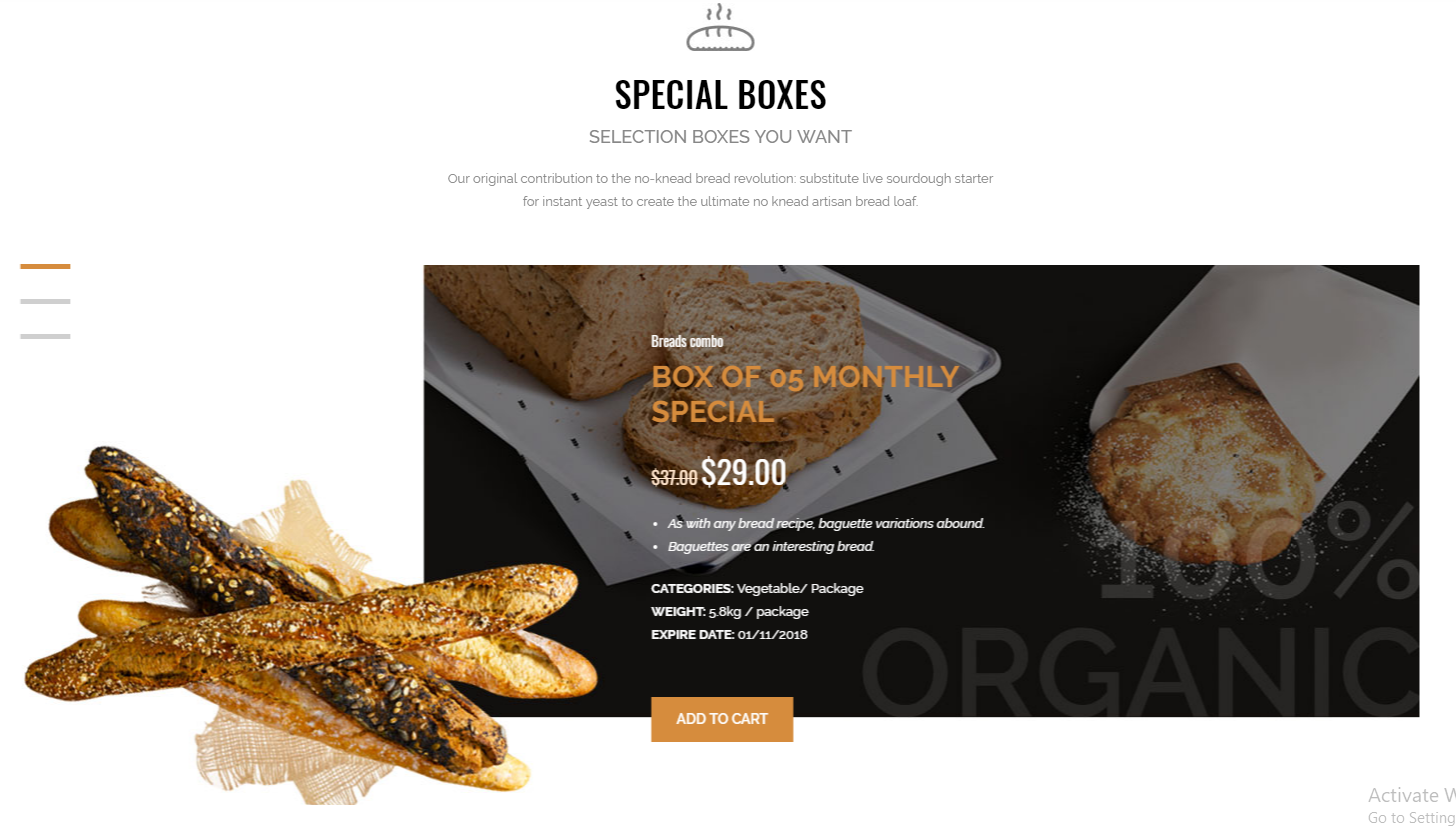 SPECIAL BOXES
SELECTION BOXES YOU WANT
Our original contribution to the no-knead bread revolution: substitute live sourdough starter
for instant yeast to create the ultimate no knead artisan bread loaf.
Breads combo
BOX OF 05 MONTHLY
SPECIAL
$37.00 $29.00
• As with any bread recipe, baguette variations abound.
• Baguettes are an interesting bread.
CATEGORIES: Vegetable/ Package
WEIGHT: 5.8kg / package
EXPIRE DATE: 01/11/2018
100%
ORGANIC
ADD TO CART
Activate W
Go to Setting